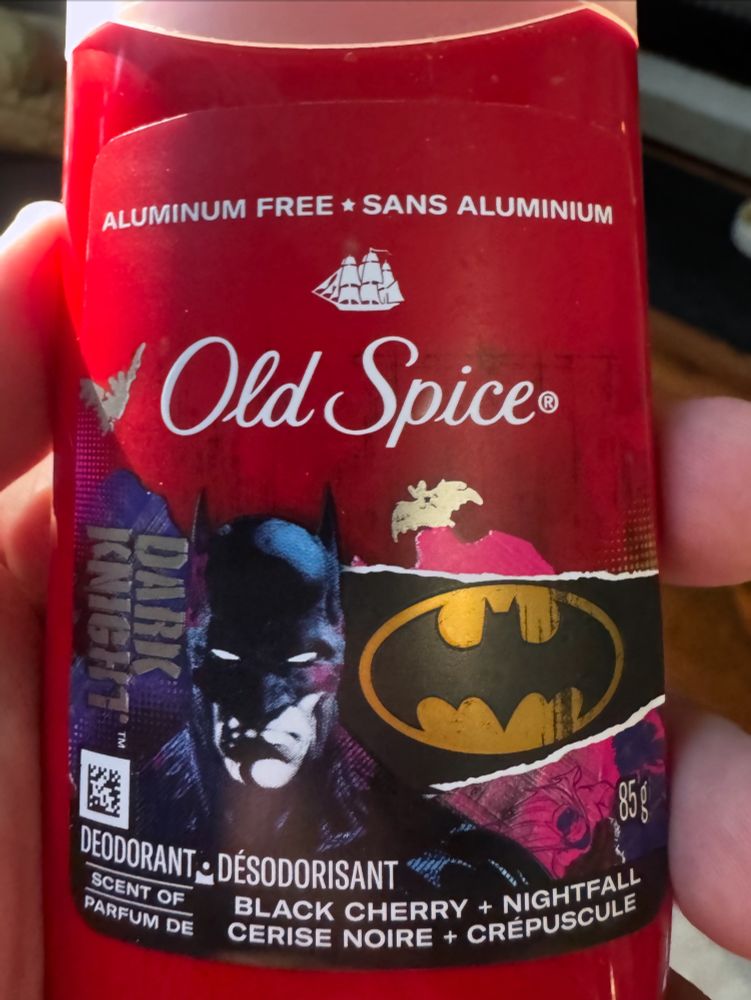 ALUMINUM FREE ★ SANS ALUMINIUM
Old Spice®
DARK
KNIGHT™
85 g
DEODORANT • DÉSODORISANT
SCENT OF
PARFUM DE
BLACK CHERRY + NIGHTFALL
CERISE NOIRE + CRÉPUSCULE